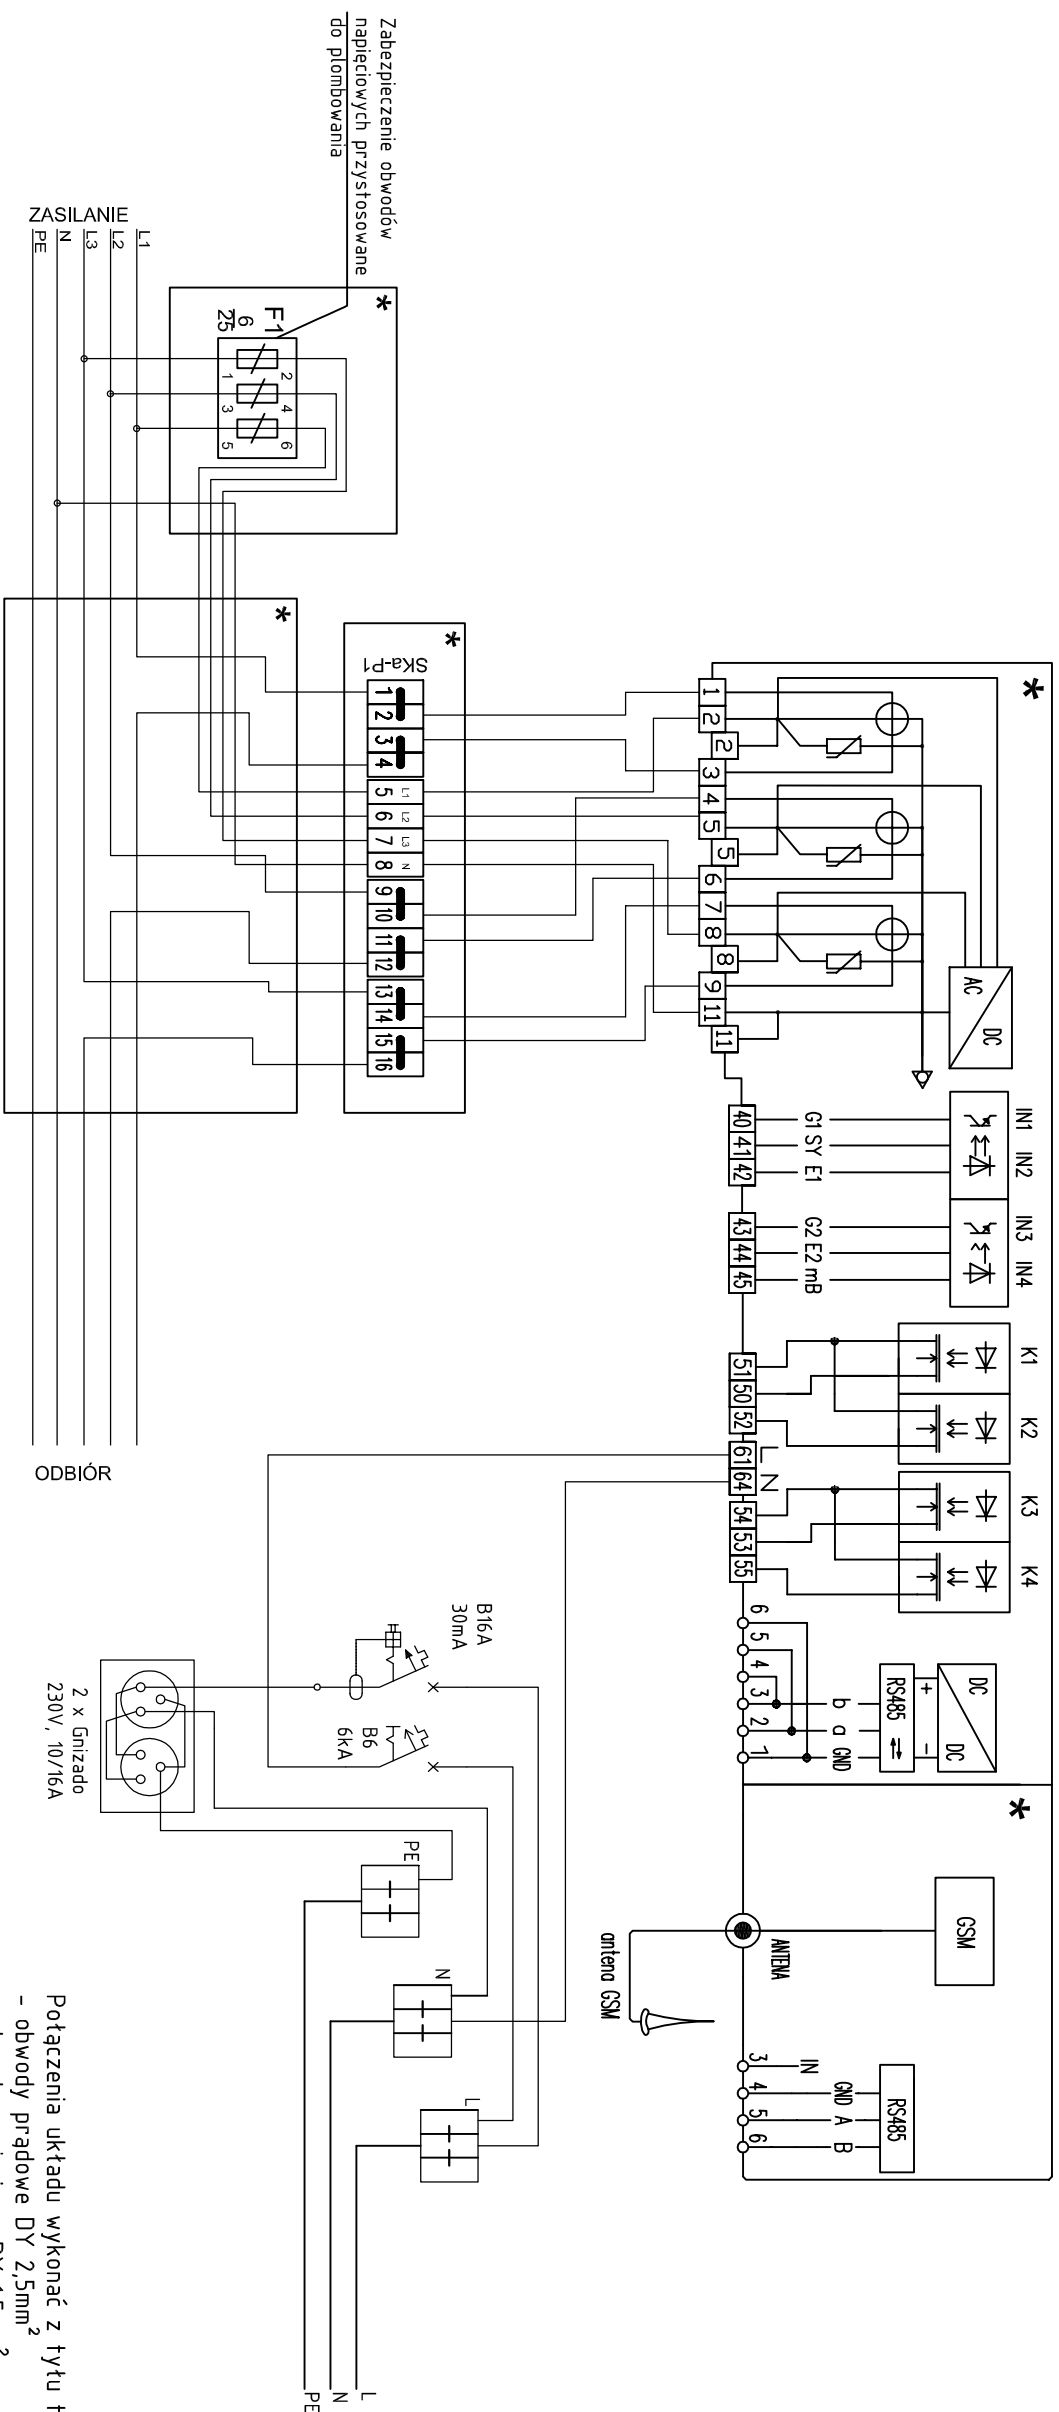 Zabezpieczenie obwodów
napięciowych przystosowane
do plombowania
ZASILANIE
L1
L2
L3
N
PE
*
F1
6
25
1
2
3
4
5
6
*
*
SKa-P1
1
2
3
4
5 L1
6 L2
7 L3
8 N
9
10
11
12
13
14
15
16
*
1
2
2
3
4
5
5
6
7
8
8
9
11
11
AC
DC
IN1
IN2
IN3
IN4
40
41
42
G1 SY E1
43
44
45
G2 E2 mB
K1
K2
51
50
52
61 L
64 N
K3
K4
54
53
55
6
5
4
3
2
1
b
a
GND
RS485
+
-
DC
DC
*
GSM
ANTENA
antena GSM
IN
GND
A
B
3
4
5
6
RS485
ODBIÓR
B16A
30mA
B6
6kA
2 x Gnizado
230V, 10/16A
PE
N
L
L
N
PE
Połączenia układu wykonać z tyłu
- obwody prądowe DY 2,5mm²